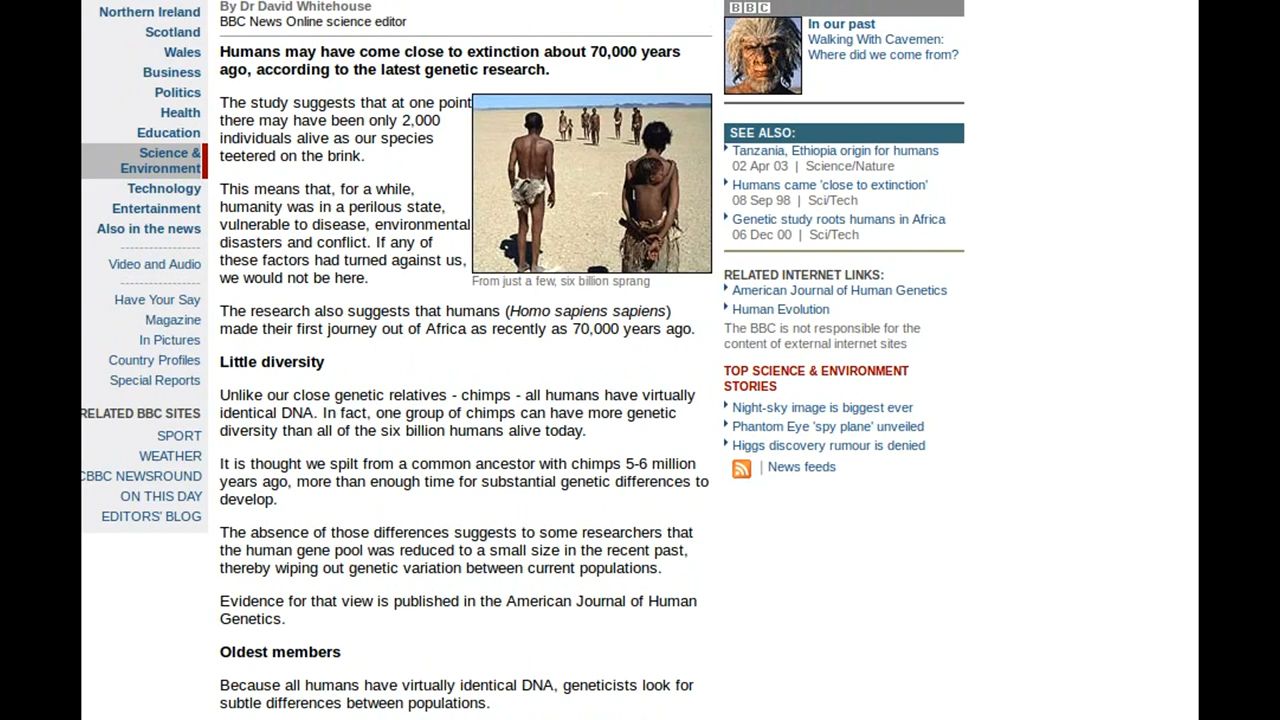 Northern Ireland
Scotland
Wales
Business
Politics
Health
Education
Science &
Environment
Technology
Entertainment
Also in the news
Video and Audio
Have Your Say
Magazine
In Pictures
Country Profiles
Special Reports
RELATED BBC SITES
SPORT
WEATHER
CBBC NEWSROUND
ON THIS DAY
EDITORS' BLOG
By Dr David Whitehouse
BBC News Online science editor
Humans may have come close to extinction about 70,000 years
ago, according to the latest genetic research.
The study suggests that at one point
there may have been only 2,000
individuals alive as our species
teetered on the brink.
This means that, for a while,
humanity was in a perilous state,
vulnerable to disease, environmental
disasters and conflict. If any of
these factors had turned against us,
we would not be here.
From just a few, six billion sprang
The research also suggests that humans (Homo sapiens sapiens)
made their first journey out of Africa as recently as 70,000 years ago.
Little diversity
Unlike our close genetic relatives - chimps - all humans have virtually
identical DNA. In fact, one group of chimps can have more genetic
diversity than all of the six billion humans alive today.
It is thought we spilt from a common ancestor with chimps 5-6 million
years ago, more than enough time for substantial genetic differences to
develop.
The absence of those differences suggests to some researchers that
the human gene pool was reduced to a small size in the recent past,
thereby wiping out genetic variation between current populations.
Evidence for that view is published in the American Journal of Human
Genetics.
Oldest members
Because all humans have virtually identical DNA, geneticists look for
subtle differences between populations.
BBC
In our past
Walking With Cavemen:
Where did we come from?
SEE ALSO:
Tanzania, Ethiopia origin for humans
02 Apr 03 | Science/Nature
Humans came 'close to extinction'
08 Sep 98 | Sci/Tech
Genetic study roots humans in Africa
06 Dec 00 | Sci/Tech
RELATED INTERNET LINKS:
American Journal of Human Genetics
Human Evolution
The BBC is not responsible for the
content of external internet sites
TOP SCIENCE & ENVIRONMENT
STORIES
Night-sky image is biggest ever
Phantom Eye 'spy plane' unveiled
Higgs discovery rumour is denied
| News feeds